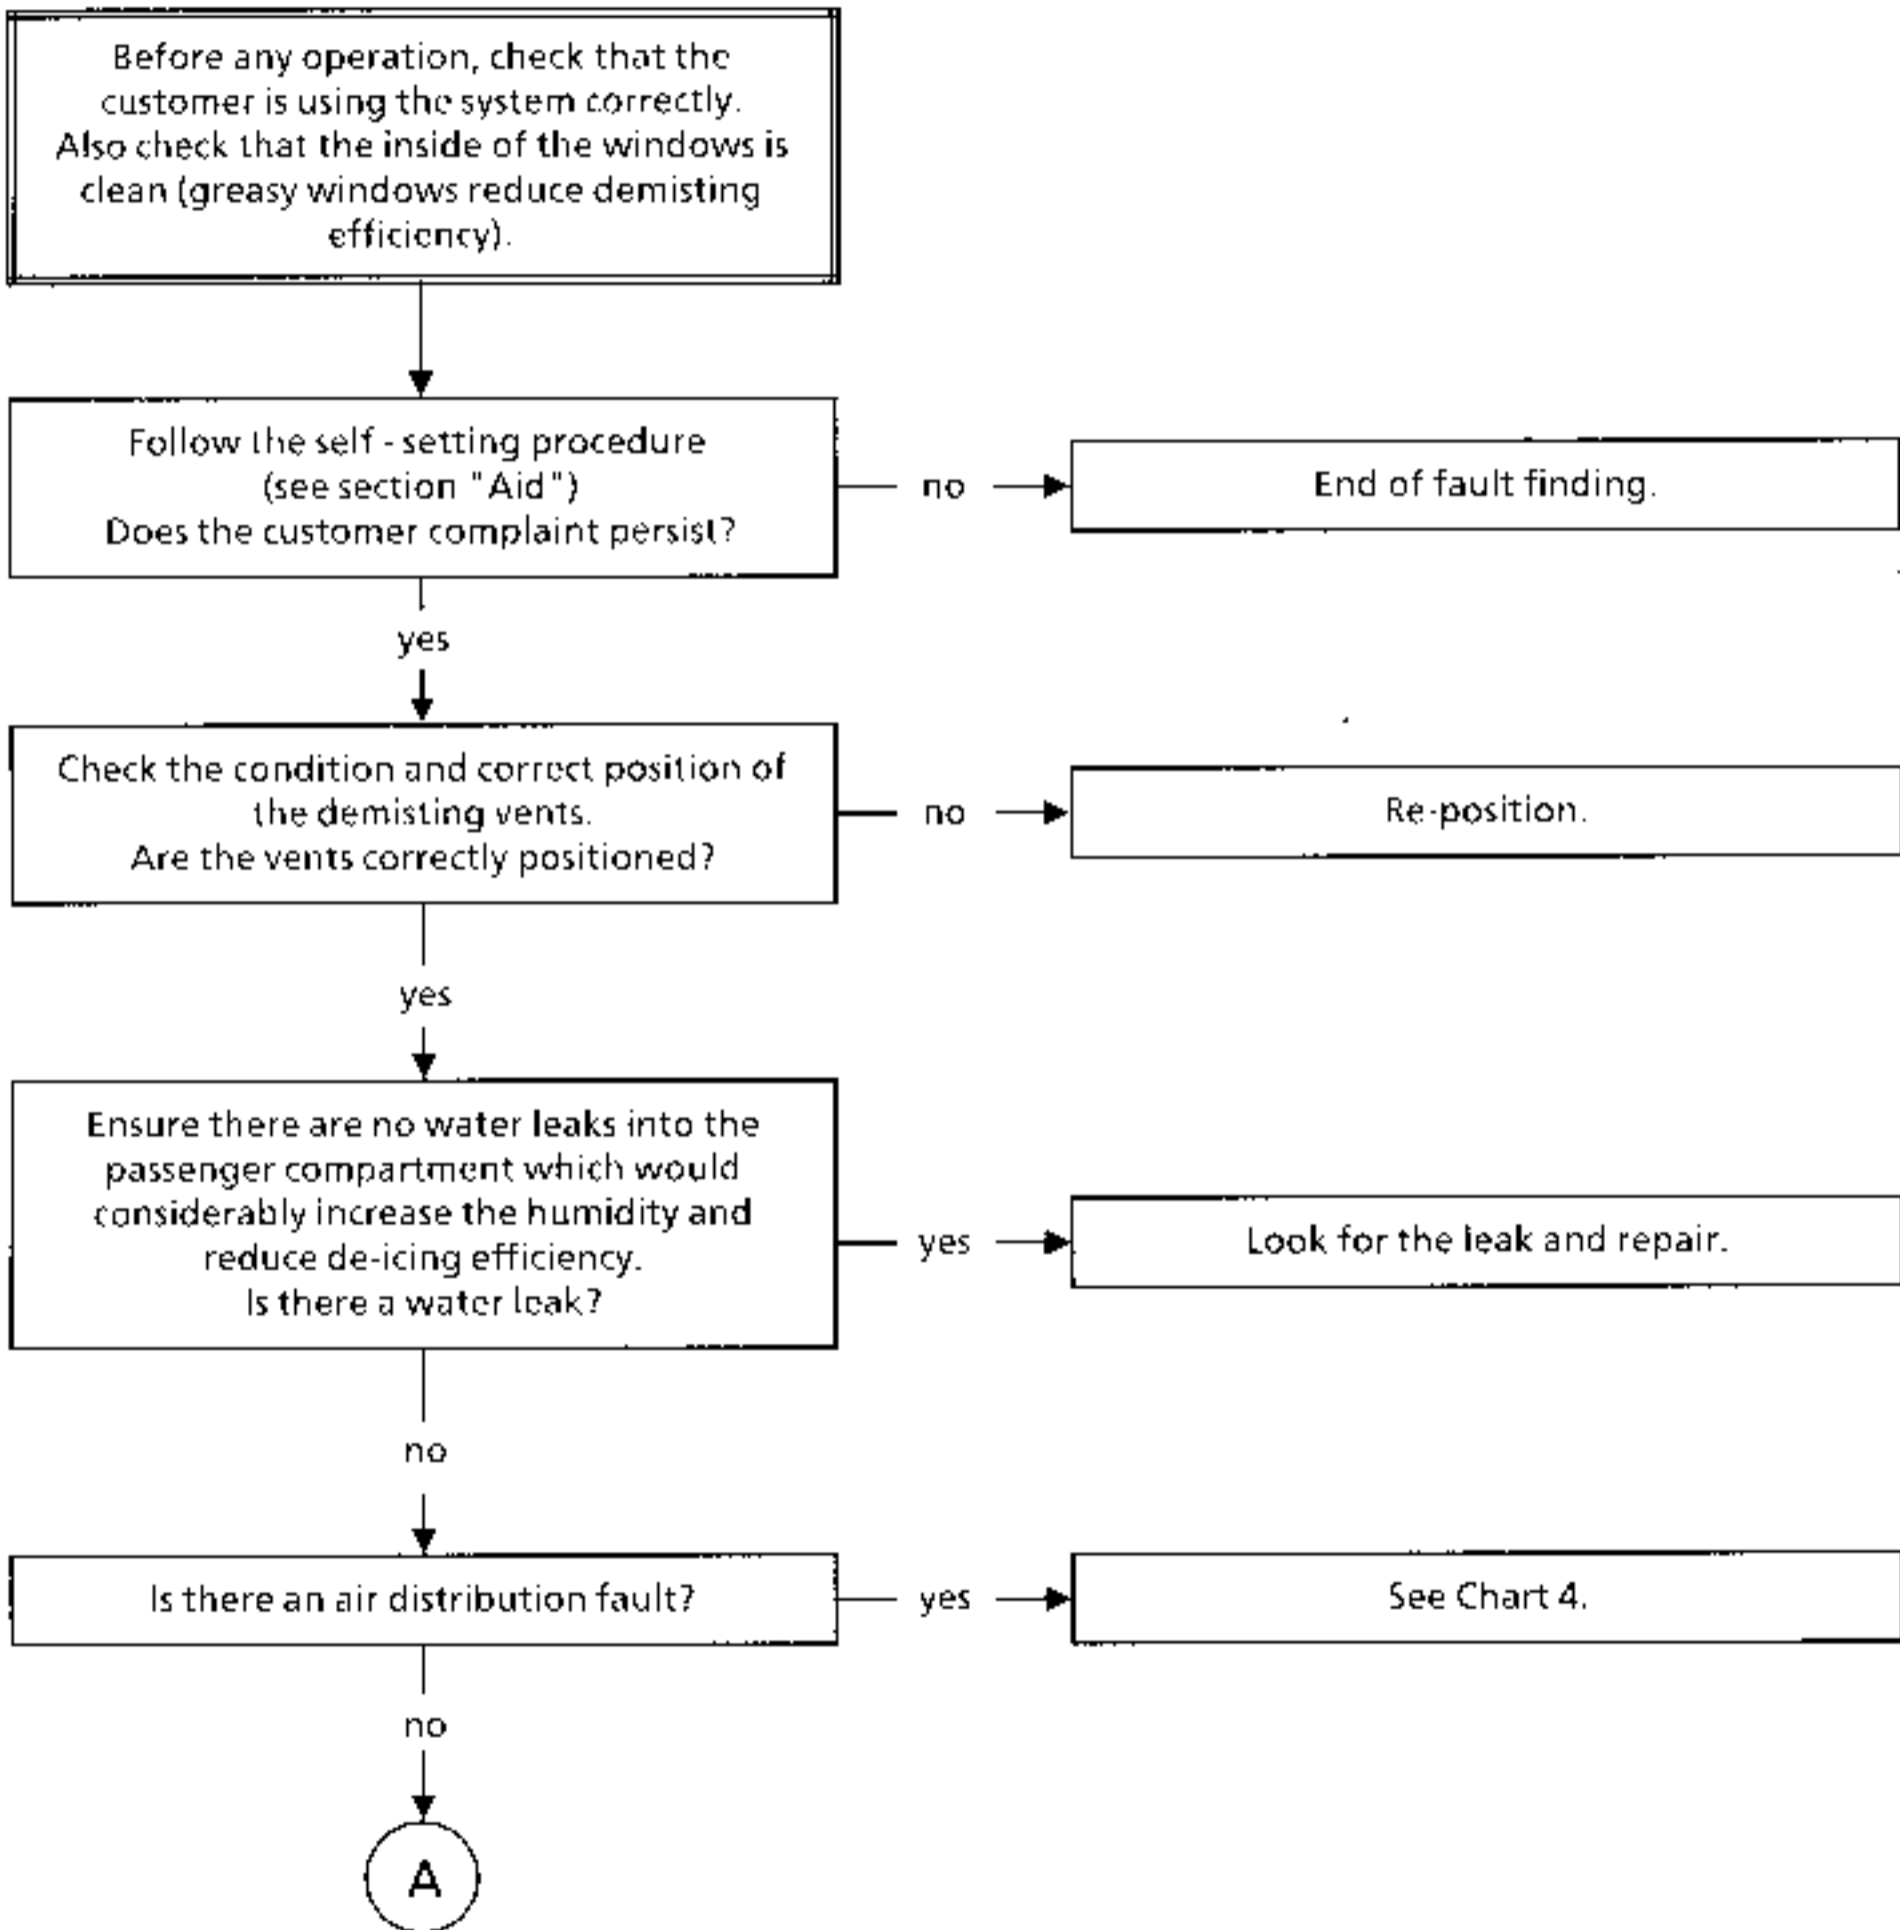 Before any operation, check that the
customer is using the system correctly.
Also check that the inside of the windows is
clean (greasy windows reduce demisting
efficiency).
Follow the self - setting procedure
(see section "Aid")
Does the customer complaint persist?
no
End of fault finding.
yes
Check the condition and correct position of
the demisting vents.
Are the vents correctly positioned?
no
Re-position.
yes
Ensure there are no water leaks into the
passenger compartment which would
considerably increase the humidity and
reduce de-icing efficiency.
Is there a water leak?
yes
Look for the leak and repair.
no
Is there an air distribution fault?
yes
See Chart 4.
no
A